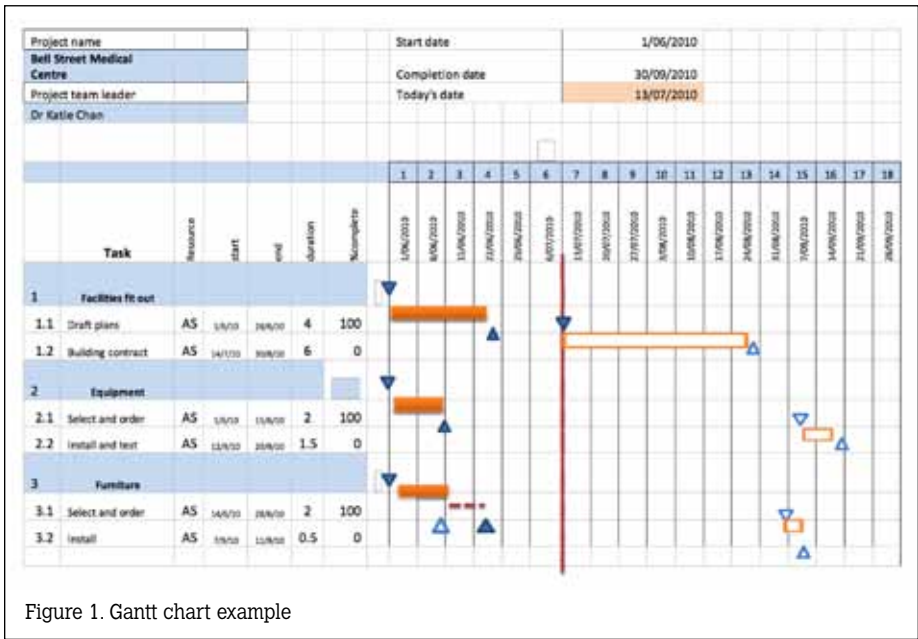 Project name Start date 1/06/2010
Bell Street Medical
Centre Completion date 30/09/2010
Project team leader Today's date 13/07/2010
Dr Katie Chan
1 2 3 4 5 6 7 8 9 10 11 12 13 14 15 16 17 18
Task Resource start end duration %complete 1/06/2010 8/06/2010 15/06/2010 22/06/2010 29/06/2010 6/07/2010 13/07/2010 20/07/2010 27/07/2010 3/08/2010 10/08/2010 17/08/2010 24/08/2010 31/08/2010 7/09/2010 14/09/2010 21/09/2010 28/09/2010
1 Facilities fit out
1.1 Draft plans AS 4 100
1.2 Building contract AS 6 0
2 Equipment
2.1 Select and order AS 2 100
2.2 Install and test AS 1.5 0
3 Furniture
3.1 Select and order AS 2 100
3.2 Install AS 0.5 0
Figure 1. Gantt chart example